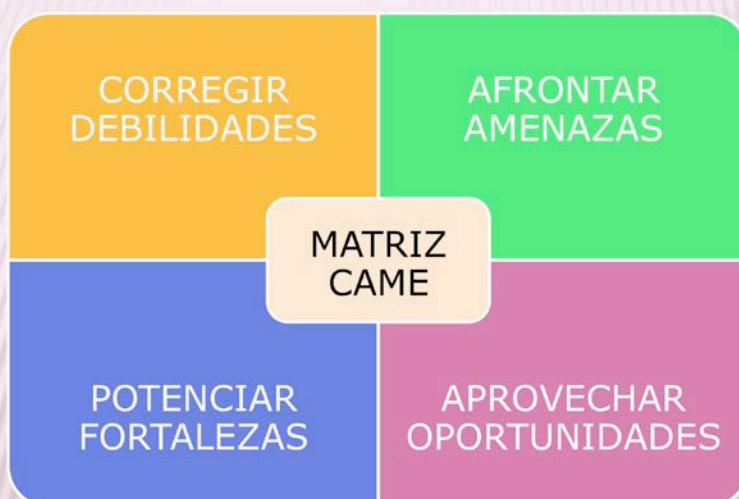 CORREGIR
DEBILIDADES
AFRONTAR
AMENAZAS
MATRIZ
CAME
POTENCIAR
FORTALEZAS
APROVECHAR
OPORTUNIDADES